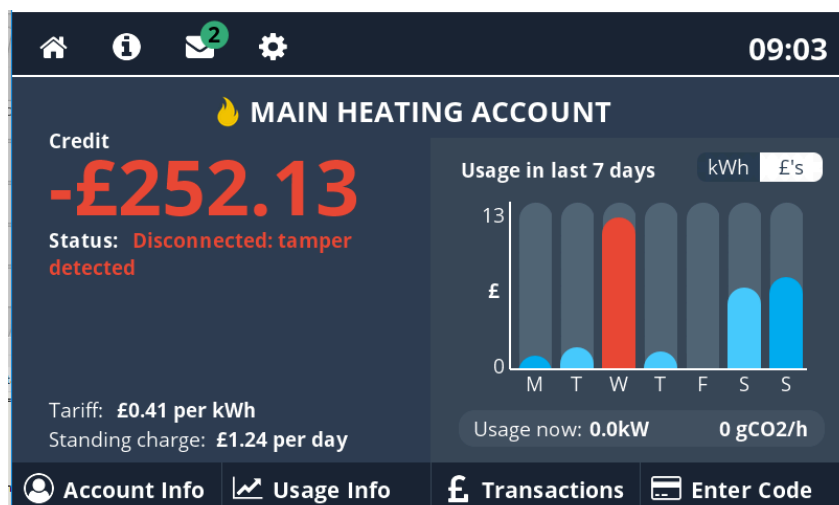 2
09:03
MAIN HEATING ACCOUNT
Credit
-£252.13
Status: Disconnected: tamper
detected
Tariff: £0.41 per kWh
Standing charge: £1.24 per day
Usage in last 7 days
kWh £'s
13
£
0
M T W T F S S
Usage now: 0.0kW 0 gCO2/h
Account Info Usage Info £ Transactions Enter Code